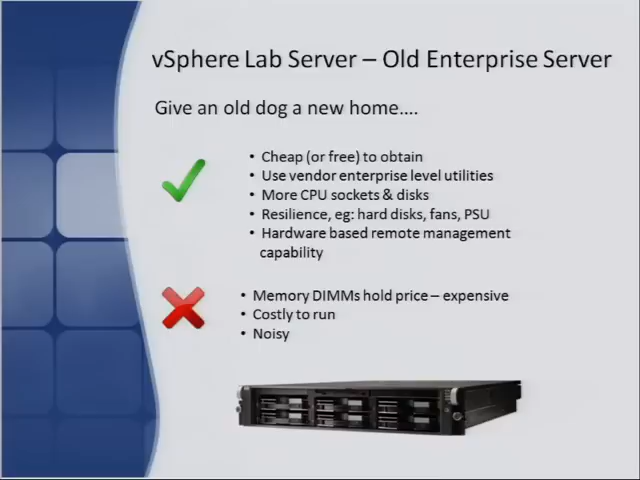 vSphere Lab Server – Old Enterprise Server
Give an old dog a new home....
• Cheap (or free) to obtain
• Use vendor enterprise level utilities
• More CPU sockets & disks
• Resilience, eg: hard disks, fans, PSU
• Hardware based remote management
capability
• Memory DIMMs hold price – expensive
• Costly to run
• Noisy